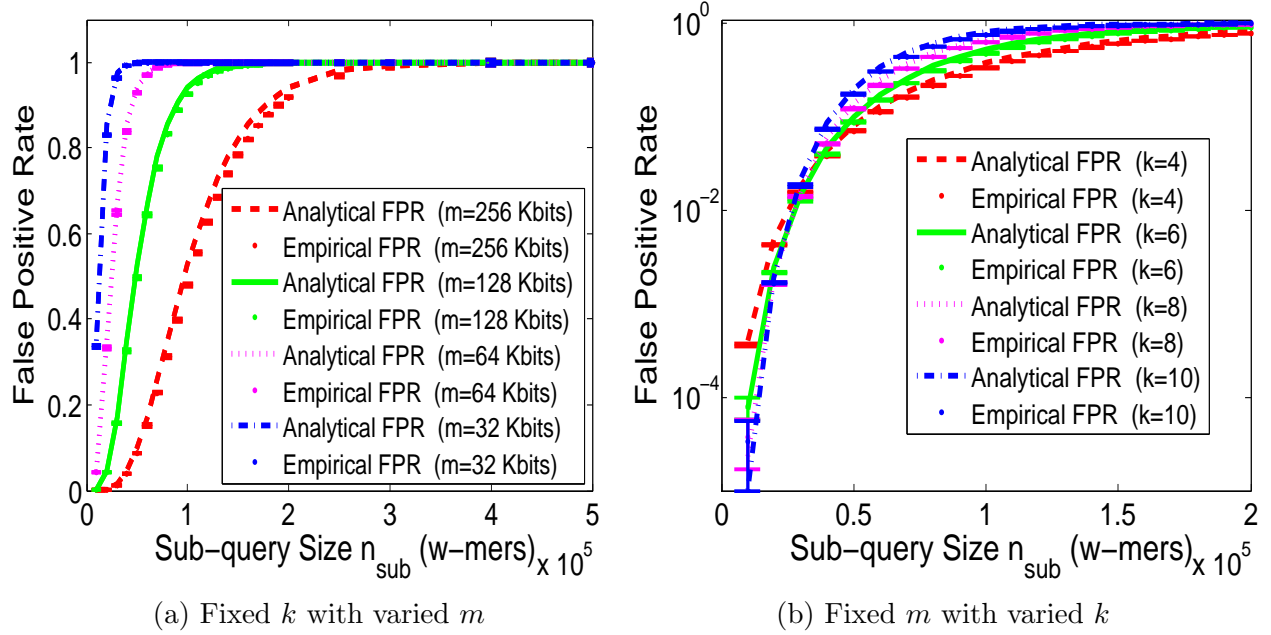 1
0.8
0.6
0.4
0.2
0
False Positive Rate
Analytical FPR (m=256 Kbits)
Empirical FPR (m=256 Kbits)
Analytical FPR (m=128 Kbits)
Empirical FPR (m=128 Kbits)
Analytical FPR (m=64 Kbits)
Empirical FPR (m=64 Kbits)
Analytical FPR (m=32 Kbits)
Empirical FPR (m=32 Kbits)
0 1 2 3 4 5
Sub−query Size n_sub (w−mers) x 10^5
(a) Fixed k with varied m
10^0
10^−2
10^−4
False Positive Rate
Analytical FPR (k=4)
Empirical FPR (k=4)
Analytical FPR (k=6)
Empirical FPR (k=6)
Analytical FPR (k=8)
Empirical FPR (k=8)
Analytical FPR (k=10)
Empirical FPR (k=10)
0 0.5 1 1.5 2
Sub−query Size n_sub (w−mers) x 10^5
(b) Fixed m with varied k